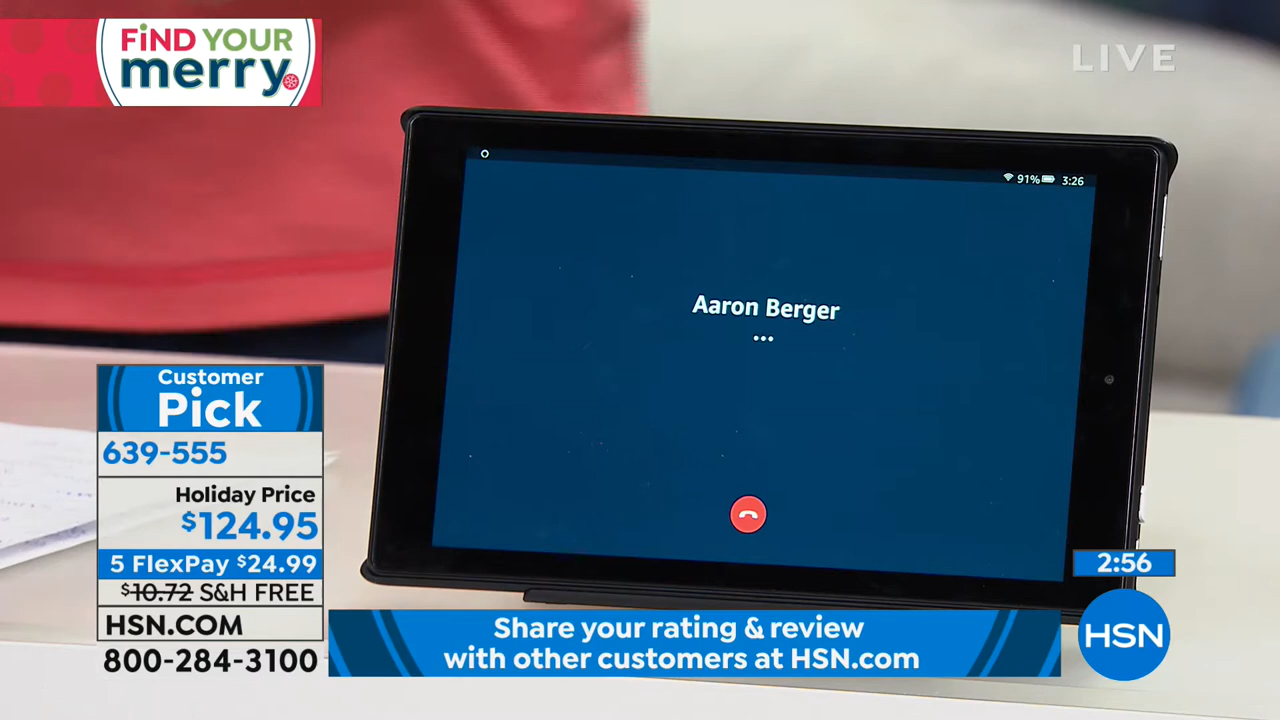 FiND YOUR
merry
LIVE
91% 3:26
Aaron Berger
•••
Customer
Pick
639-555
Holiday Price
$124.95
5 FlexPay $24.99
$10.72 S&H FREE
HSN.COM
800-284-3100
Share your rating & review
with other customers at HSN.com
2:56
HSN